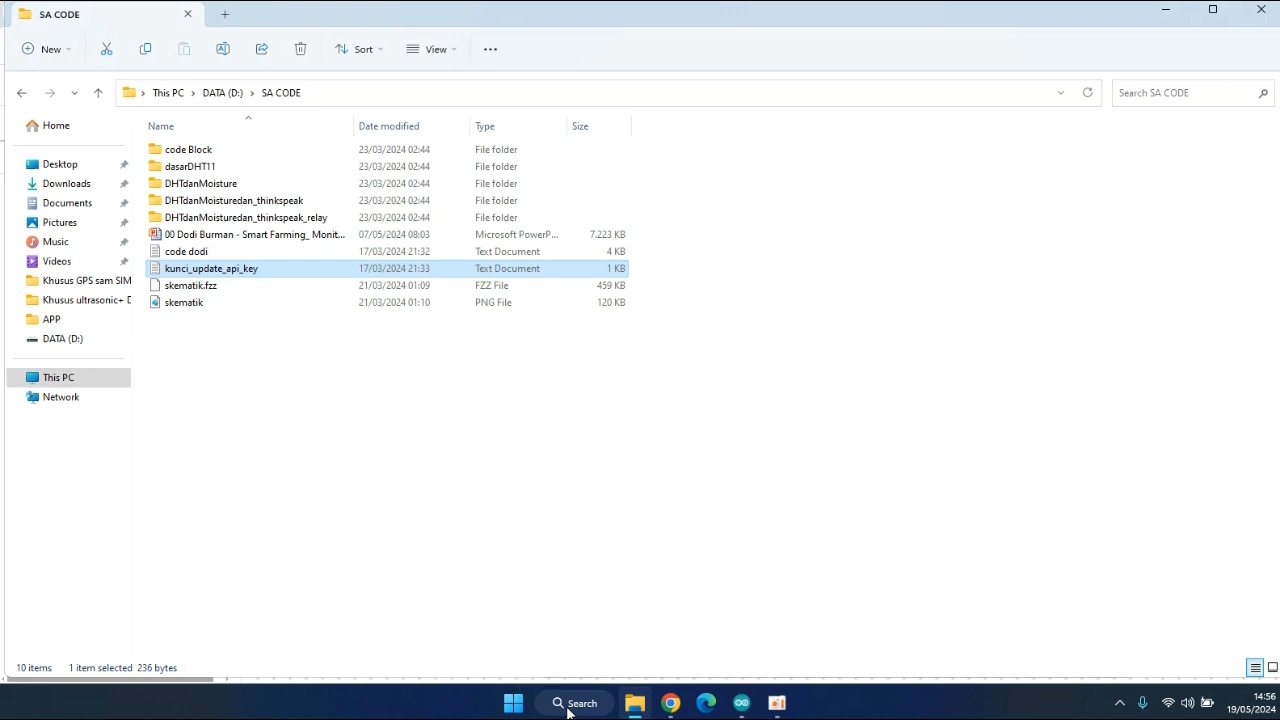 SA CODE
New
Sort
View
This PC > DATA (D:) > SA CODE
Search SA CODE
Home
Desktop
Downloads
Documents
Pictures
Music
Videos
Khusus GPS sam SIM
Khusus ultrasonic+ D
APP
DATA (D:)
This PC
Network
Name Date modified Type Size
code Block 23/03/2024 02:44 File folder
dasarDHT11 23/03/2024 02:44 File folder
DHTdanMoisture 23/03/2024 02:44 File folder
DHTdanMoisturedan_thinkspeak 23/03/2024 02:44 File folder
DHTdanMoisturedan_thinkspeak_relay 23/03/2024 02:44 File folder
00 Dodi Burman - Smart Farming_ Monit... 07/05/2024 08:03 Microsoft PowerP... 7.223 KB
code dodi 17/03/2024 21:32 Text Document 4 KB
kunci_update_api_key 17/03/2024 21:33 Text Document 1 KB
skematik.fzz 21/03/2024 01:09 FZZ File 459 KB
skematik 21/03/2024 01:10 PNG File 120 KB
10 items 1 item selected 236 bytes
Search
14:56
19/05/2024